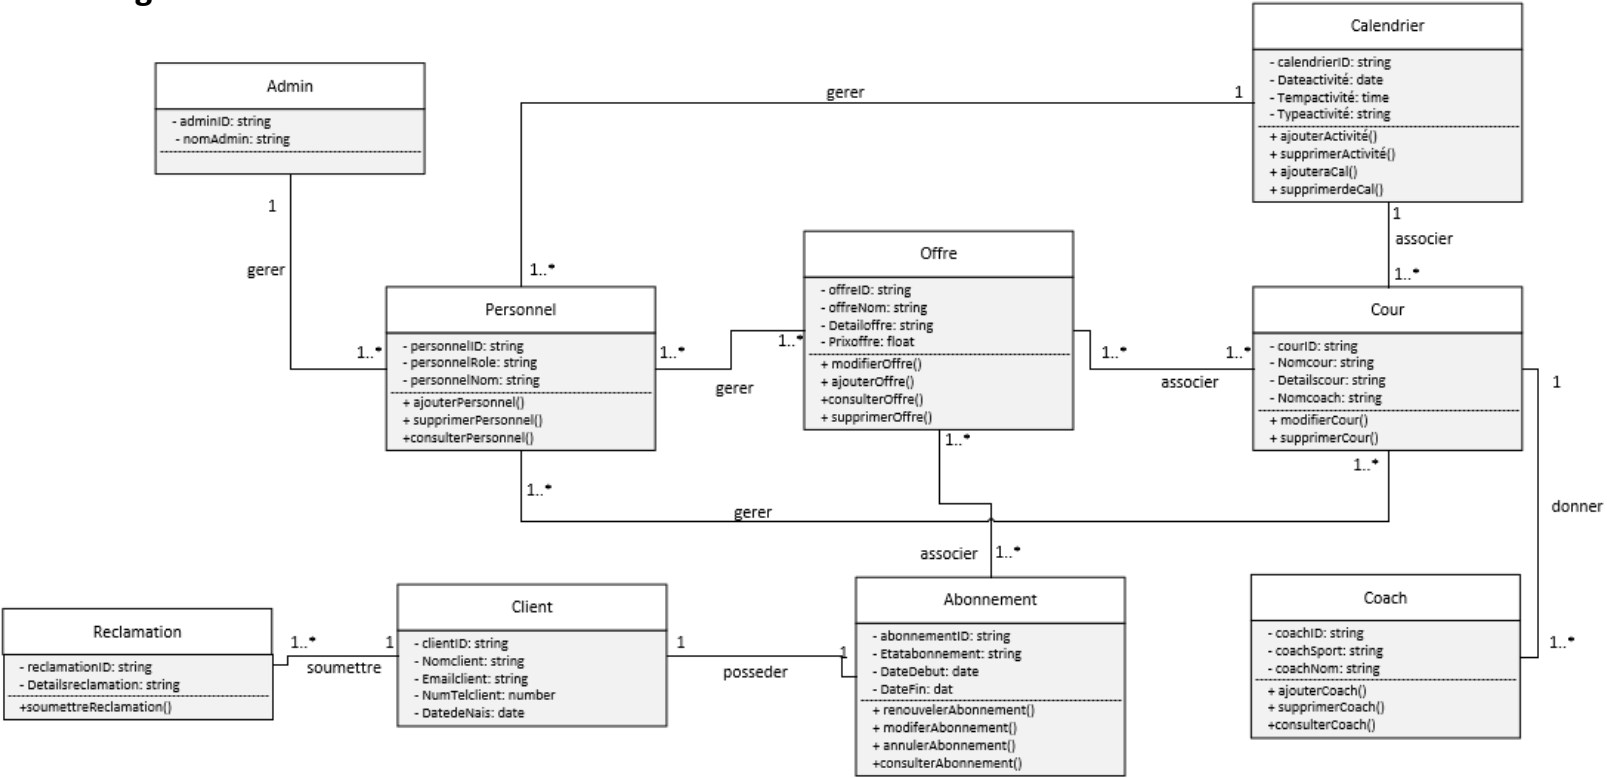 g
Admin
- adminID: string
- nomAdmin: string
Calendrier
- calendrierID: string
- Dateactivité: date
- Tempactivité: time
- Typeactivité: string
+ ajouterActivité()
+ supprimerActivité()
+ ajouteraCal()
+ supprimerdeCal()
gerer
1
1..*
1
gerer
1..*
1
associer
1..*
Personnel
- personnelID: string
- personnelRole: string
- personnelNom: string
+ ajouterPersonnel()
+ supprimerPersonnel()
+consulterPersonnel()
1..*
gerer
1..*
Offre
- offreID: string
- offreNom: string
- Detailoffre: string
- Prixoffre: float
+ modifierOffre()
+ ajouterOffre()
+consulterOffre()
+ supprimerOffre()
1..*
associer
1..*
Cour
- courID: string
- Nomcour: string
- Detailscour: string
- Nomcoach: string
+ modifierCour()
+ supprimerCour()
1..*
gerer
1..*
1..*
associer
1..*
1
donner
1..*
Reclamation
- reclamationID: string
- Detailsreclamation: string
+soumettreReclamation()
1..*
soumettre
1
Client
- clientID: string
- Nomclient: string
- Emailclient: string
- NumTelclient: number
- DatedeNais: date
1
posseder
1
Abonnement
- abonnementID: string
- Etatabonnement: string
- DateDebut: date
- DateFin: dat
+ renouvelerAbonnement()
+ modiferAbonnement()
+ annulerAbonnement()
+consulterAbonnement()
Coach
- coachID: string
- coachSport: string
- coachNom: string
+ ajouterCoach()
+ supprimerCoach()
+consulterCoach()